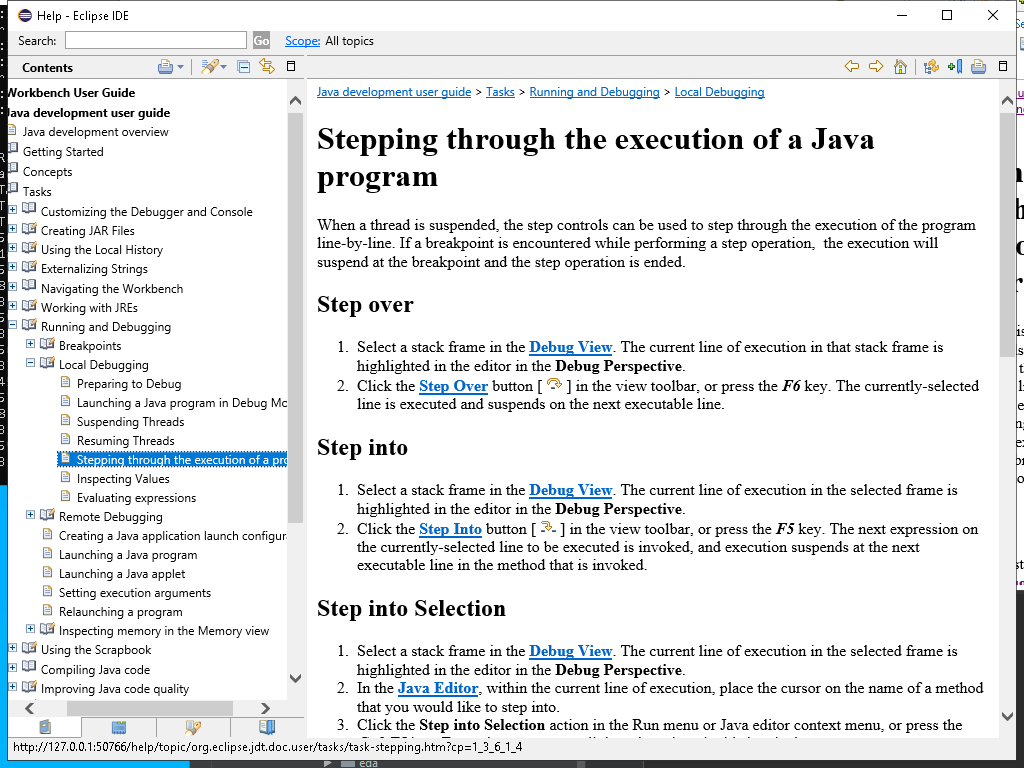 Help - Eclipse IDE
Search:
Go
Scope: All topics
Contents
Workbench User Guide
Java development user guide
Java development overview
Getting Started
Concepts
Tasks
Customizing the Debugger and Console
Creating JAR Files
Using the Local History
Externalizing Strings
Navigating the Workbench
Working with JREs
Running and Debugging
Breakpoints
Local Debugging
Preparing to Debug
Launching a Java program in Debug Mo
Suspending Threads
Resuming Threads
Stepping through the execution of a pro
Inspecting Values
Evaluating expressions
Remote Debugging
Creating a Java application launch configura
Launching a Java program
Launching a Java applet
Setting execution arguments
Relaunching a program
Inspecting memory in the Memory view
Using the Scrapbook
Compiling Java code
Improving Java code quality
Java development user guide > Tasks > Running and Debugging > Local Debugging
Stepping through the execution of a Java
program
When a thread is suspended, the step controls can be used to step through the execution of the program
line-by-line. If a breakpoint is encountered while performing a step operation, the execution will
suspend at the breakpoint and the step operation is ended.
Step over
1. Select a stack frame in the Debug View. The current line of execution in that stack frame is
highlighted in the editor in the Debug Perspective.
2. Click the Step Over button [ ] in the view toolbar, or press the F6 key. The currently-selected
line is executed and suspends on the next executable line.
Step into
1. Select a stack frame in the Debug View. The current line of execution in the selected frame is
highlighted in the editor in the Debug Perspective.
2. Click the Step Into button [ ] in the view toolbar, or press the F5 key. The next expression on
the currently-selected line to be executed is invoked, and execution suspends at the next
executable line in the method that is invoked.
Step into Selection
1. Select a stack frame in the Debug View. The current line of execution in the selected frame is
highlighted in the editor in the Debug Perspective.
2. In the Java Editor, within the current line of execution, place the cursor on the name of a method
that you would like to step into.
3. Click the Step into Selection action in the Run menu or Java editor context menu, or press the
http://127.0.0.1:50766/help/topic/org.eclipse.jdt.doc.user/tasks/task-stepping.htm?cp=1_3_6_1_4
eda